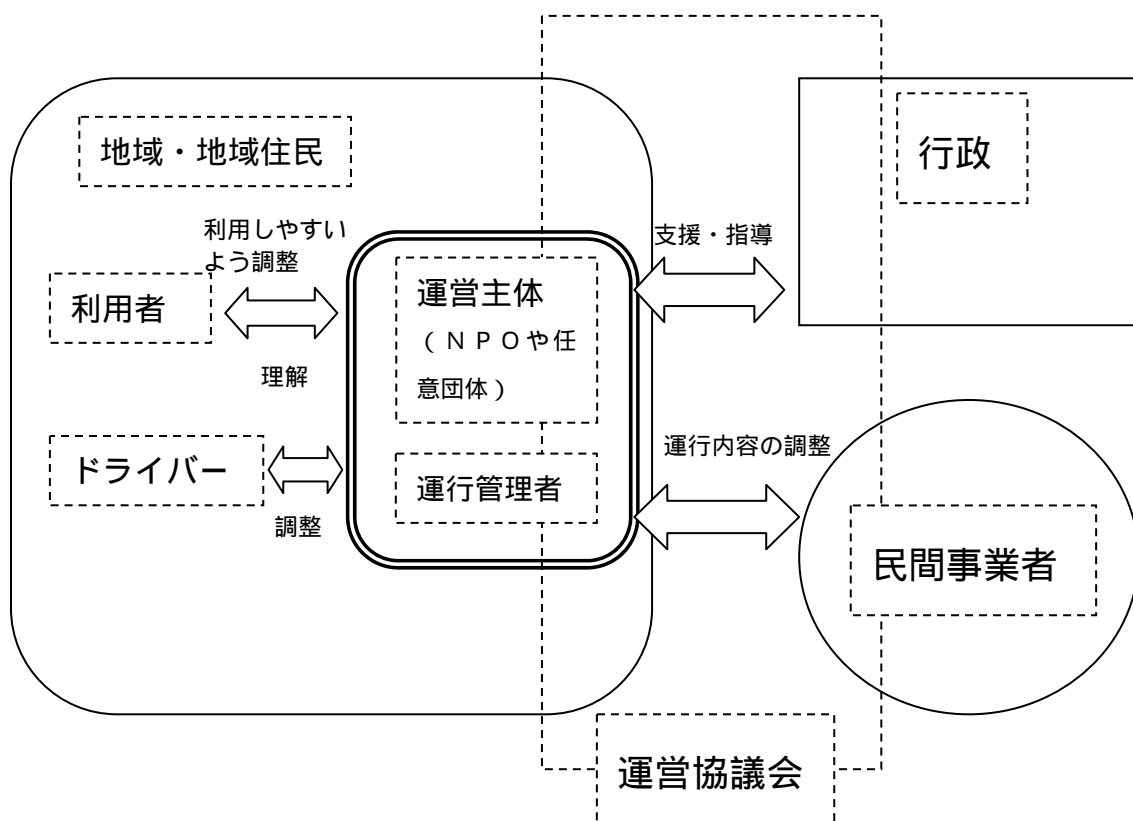 地域・地域住民
行政
利用しやすい
よう調整
支援・指導
利用者
運営主体
（ＮＰＯや任
意団体）
理解
運行内容の調整
ドライバー
運行管理者
調整
民間事業者
運営協議会